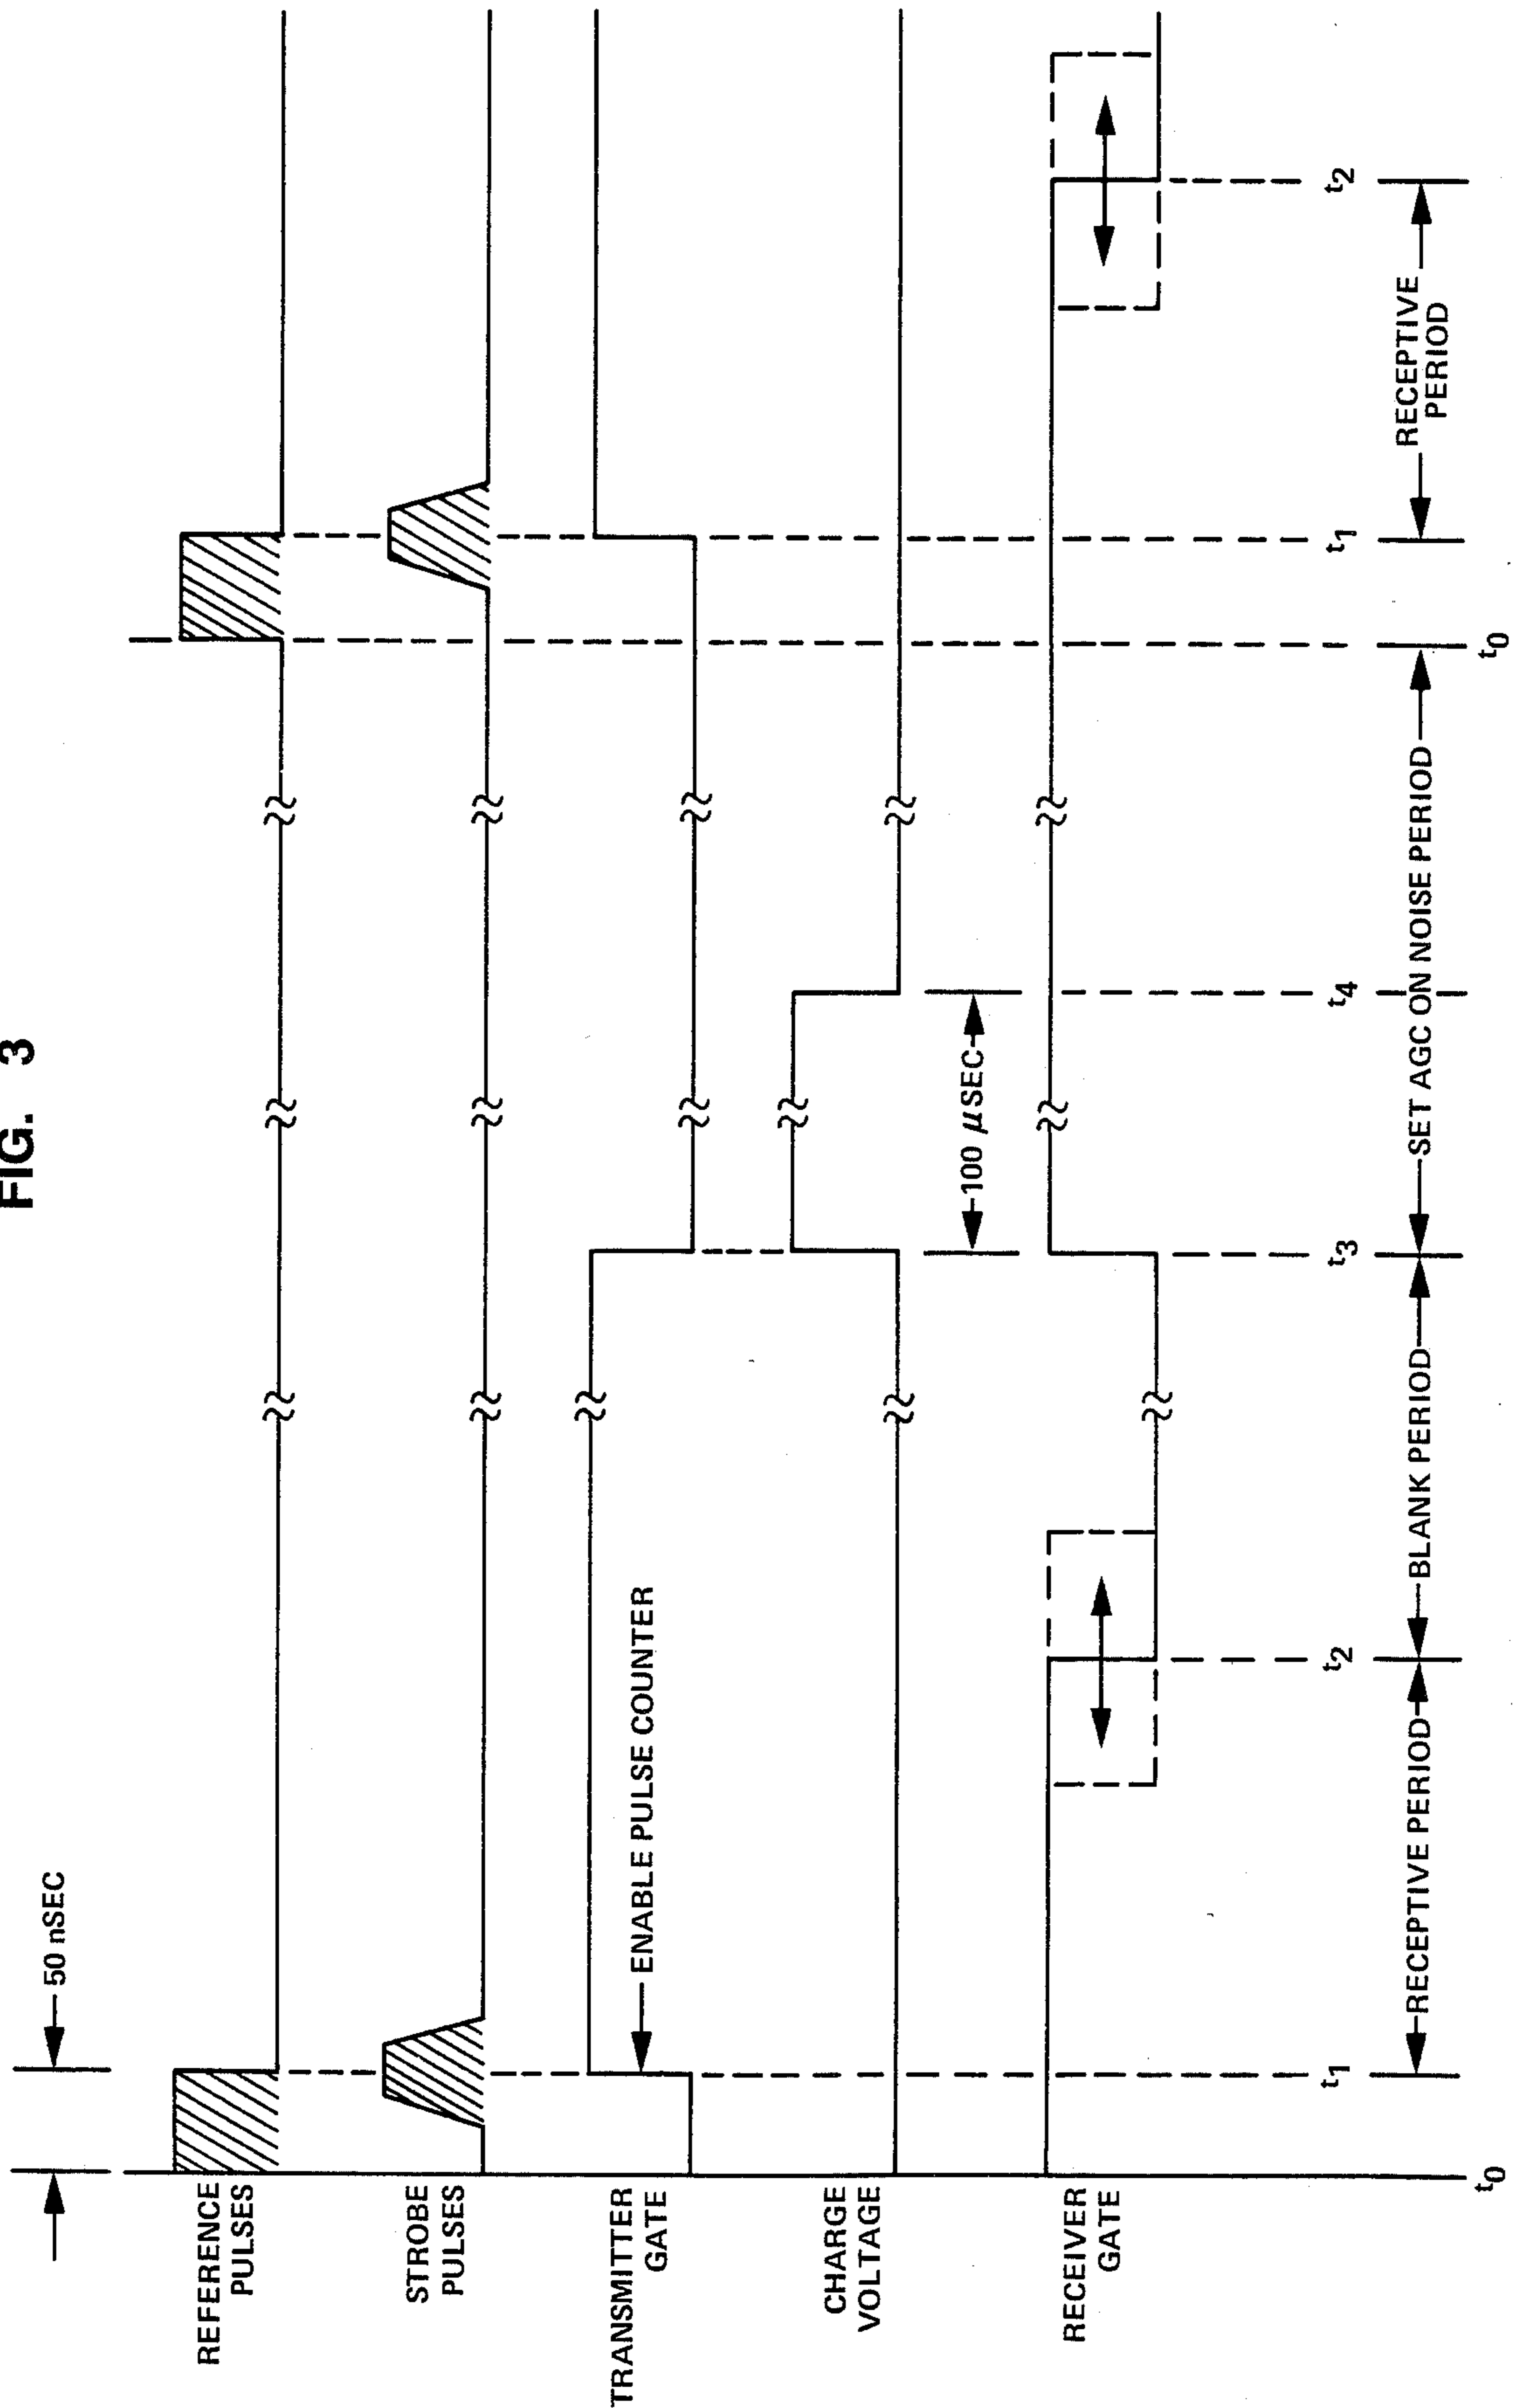 FIG. 3
50 nSEC
REFERENCE
PULSES
STROBE
PULSES
TRANSMITTER
GATE
ENABLE PULSE COUNTER
CHARGE
VOLTAGE
100 μSEC
RECEIVER
GATE
t1
t2
t3
t4
t1
t2
RECEPTIVE PERIOD
BLANK PERIOD
SET AGC ON NOISE PERIOD
RECEPTIVE
PERIOD
t0
t0